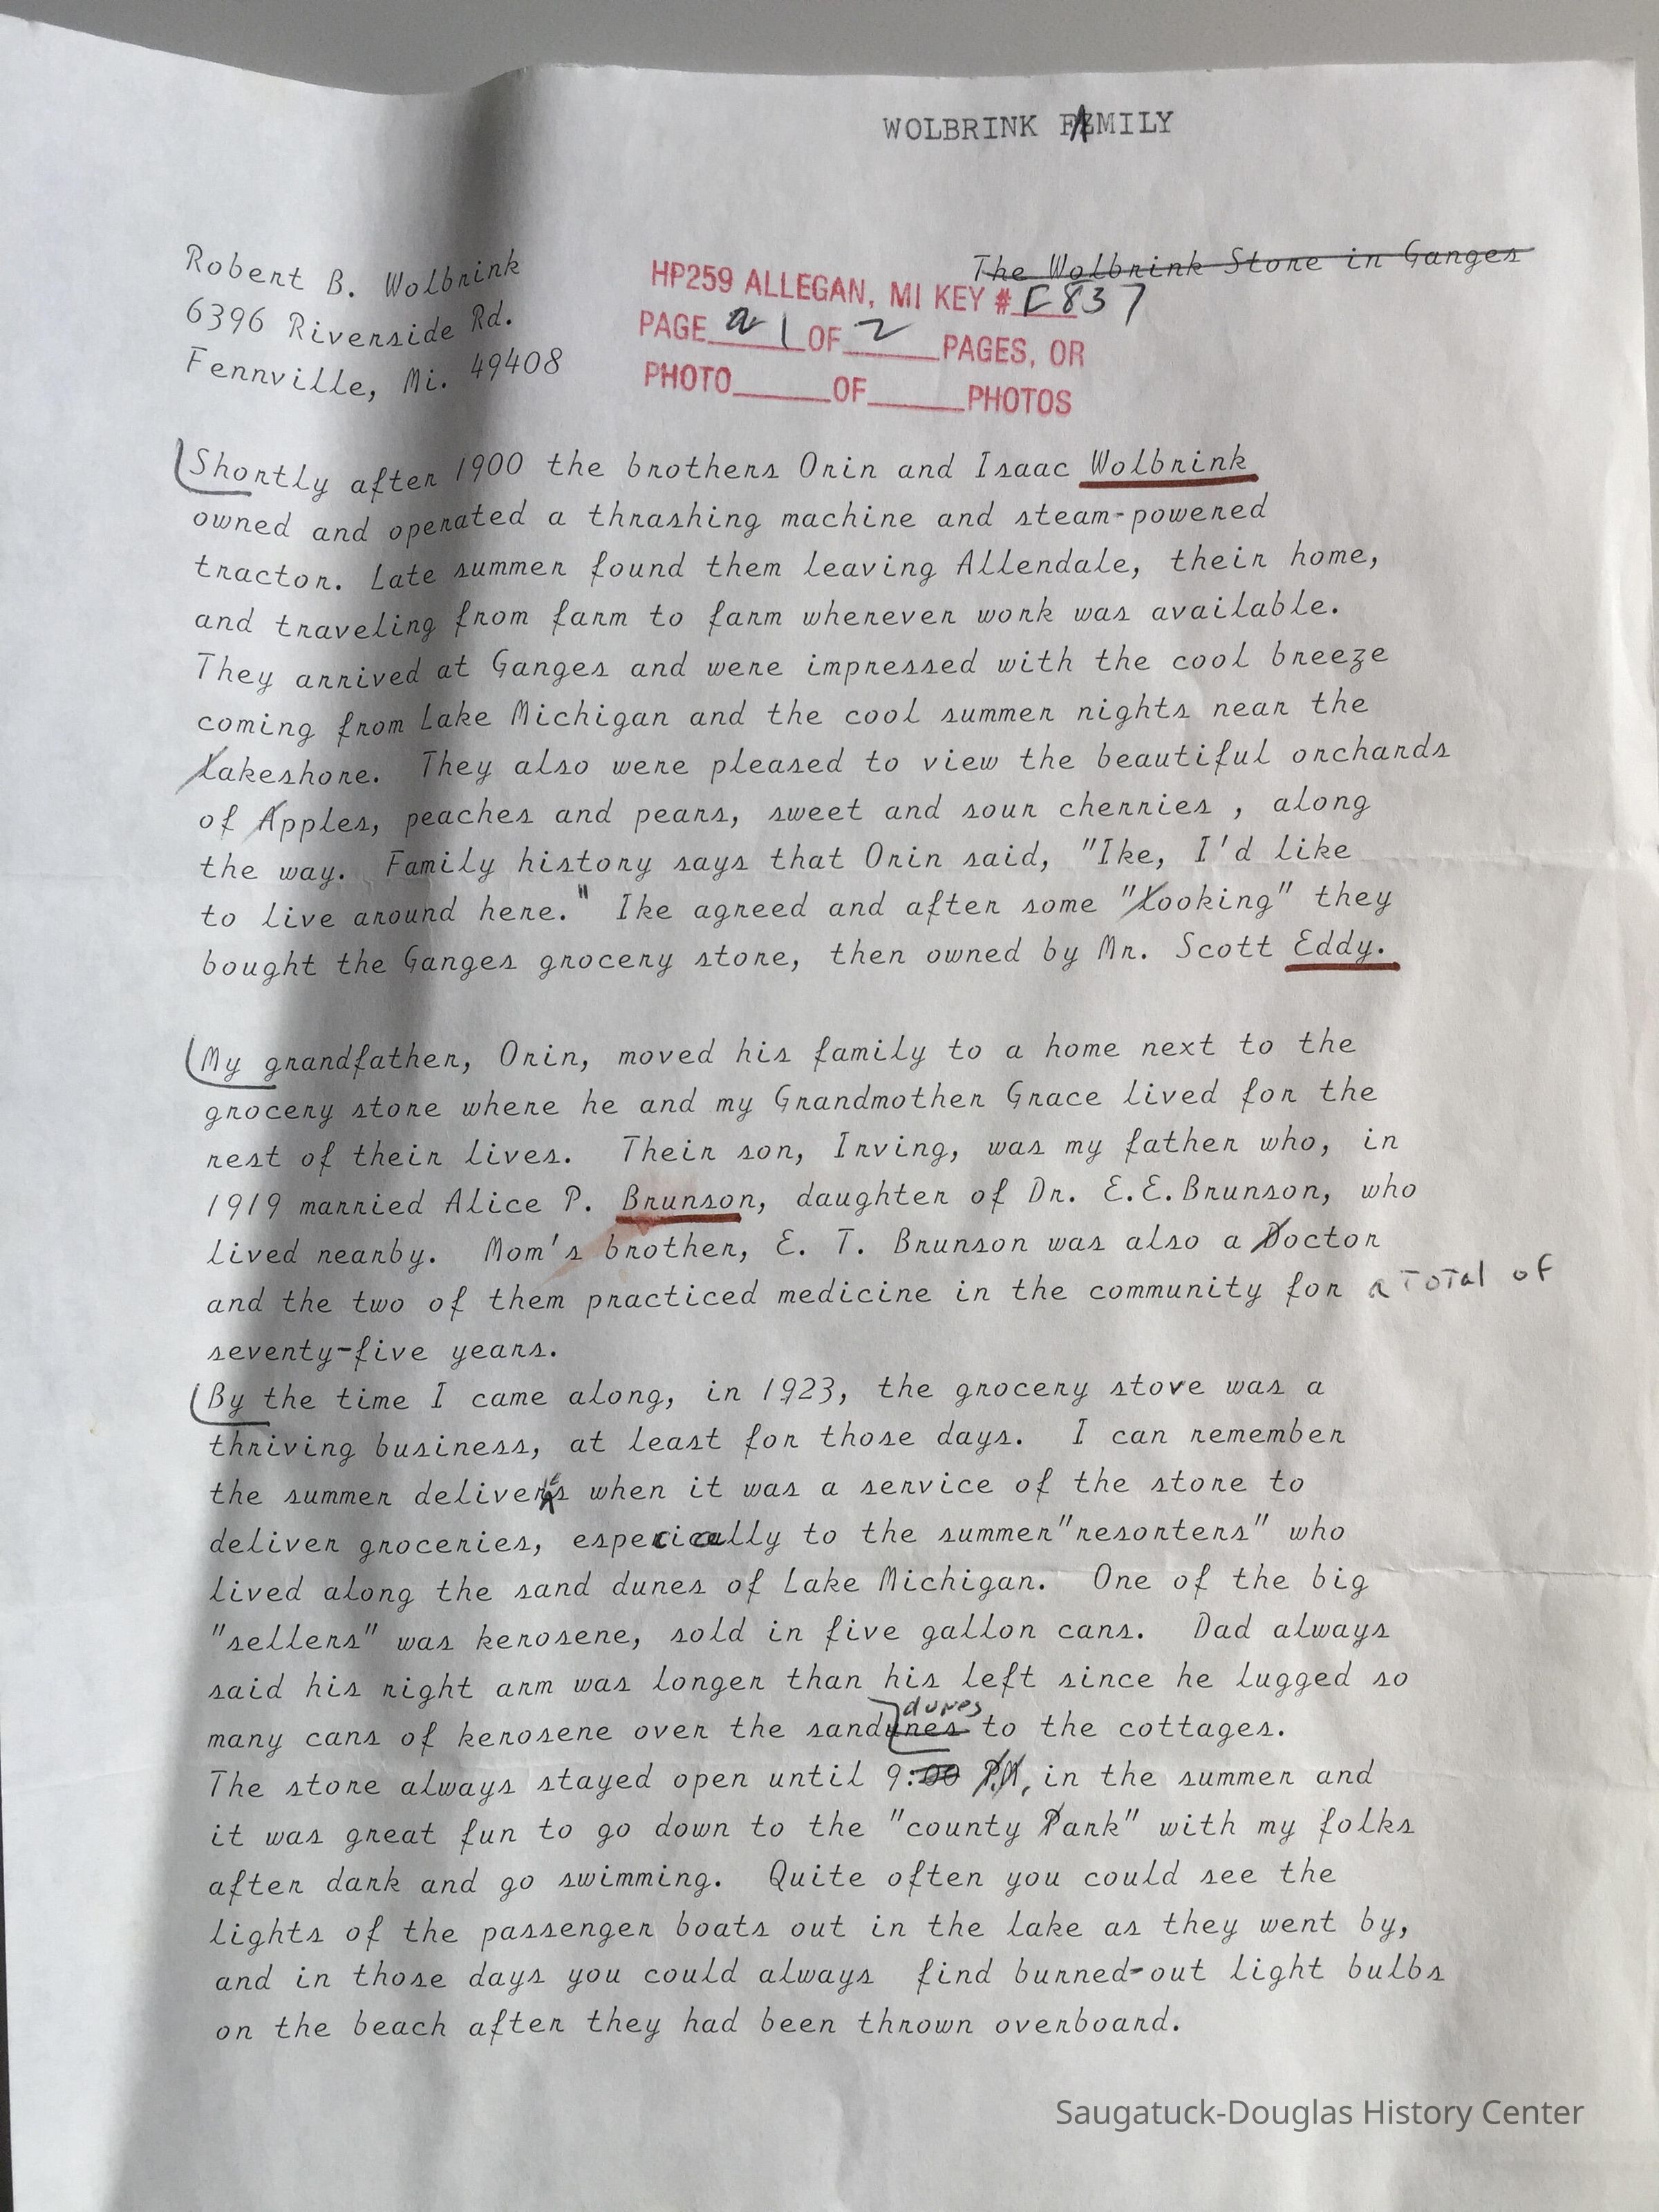 WOLBRINK FAMILY
The Wolbrink Store in Ganges
Robert B. Wolbrink
6396 Riverside Rd.
Fennville, Mi. 49408
HP259 ALLEGAN, MI KEY # F837
PAGE 1 OF 2 PAGES, OR
PHOTO______OF______PHOTOS
Shortly after 1900 the brothers Orin and Isaac Wolbrink
owned and operated a thrashing machine and steam-powered
tractor. Late summer found them leaving Allendale, their home,
and traveling from farm to farm whenever work was available.
They arrived at Ganges and were impressed with the cool breeze
coming from Lake Michigan and the cool summer nights near the
Lakeshore. They also were pleased to view the beautiful orchards
of Apples, peaches and pears, sweet and sour cherries , along
the way. Family history says that Orin said, "Ike, I'd like
to live around here." Ike agreed and after some "Looking" they
bought the Ganges grocery store, then owned by Mr. Scott Eddy.
My grandfather, Orin, moved his family to a home next to the
grocery store where he and my Grandmother Grace lived for the
rest of their lives. Their son, Irving, was my father who, in
1919 married Alice P. Brunson, daughter of Dr. E.E.Brunson, who
lived nearby. Mom's brother, E. T. Brunson was also a Doctor
and the two of them practiced medicine in the community for a Total of
seventy-five years.
By the time I came along, in 1923, the grocery stove was a
thriving business, at least for those days. I can remember
the summer deliverys when it was a service of the store to
deliver groceries, especically to the summer"resorters" who
lived along the sand dunes of Lake Michigan. One of the big
"sellers" was kerosene, sold in five gallon cans. Dad always
said his right arm was longer than his left since he lugged so
many cans of kerosene over the sandunes dunes to the cottages.
The store always stayed open until 9:00 P.M, in the summer and
it was great fun to go down to the "county Park" with my folks
after dark and go swimming. Quite often you could see the
lights of the passenger boats out in the lake as they went by,
and in those days you could always find burned-out light bulbs
on the beach after they had been thrown overboard.
Saugatuck-Douglas History Center